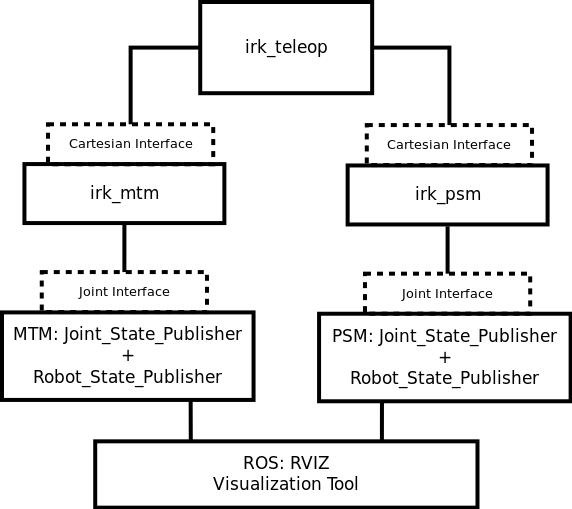 irk_teleop
Cartesian Interface
Cartesian Interface
irk_mtm
irk_psm
Joint Interface
Joint Interface
MTM: Joint_State_Publisher
+
Robot_State_Publisher
PSM: Joint_State_Publisher
+
Robot_State_Publisher
ROS: RVIZ
Visualization Tool